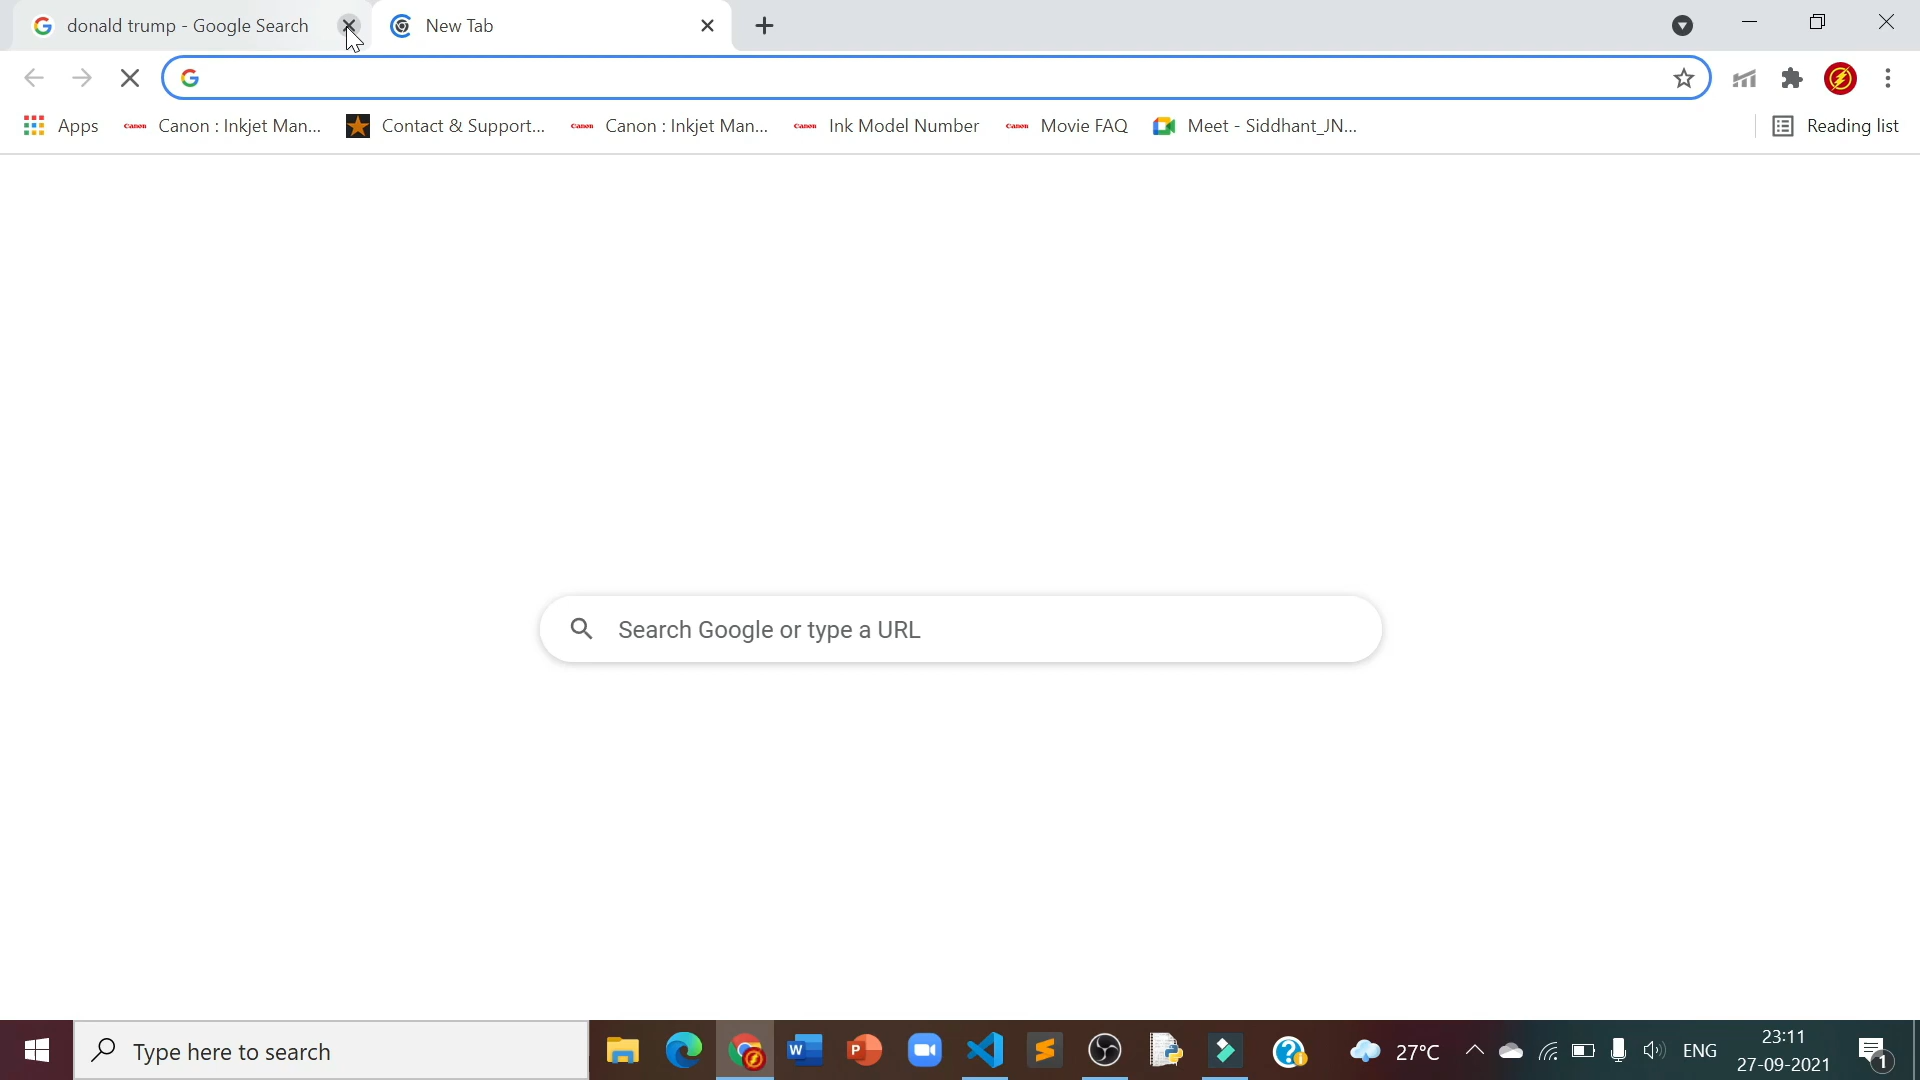 donald trump - Google Search
New Tab
Apps
Canon : Inkjet Man...
Contact & Support...
Canon : Inkjet Man...
Ink Model Number
Movie FAQ
Meet - Siddhant_JN...
Reading list
Search Google or type a URL
Type here to search
27°C
ENG
23:11
27-09-2021
1